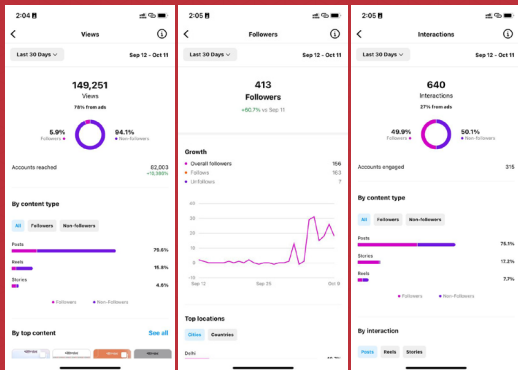 2:04
Views
Last 30 Days
Sep 12 - Oct 11
149,251
Views
78% from ads
5.9%
Followers
94.1%
Non-followers
Accounts reached
62,003
By content type
All
Followers
Non-followers
Posts
79.6%
Reels
15.8%
Stories
4.6%
Followers
Non-Followers
By top content
See all
2:05
Followers
Last 30 Days
Sep 12 - Oct 11
413
Followers
+60.7% vs Sep 11
Growth
Overall followers
156
Follows
163
Unfollows
7
40
30
20
10
0
-10
Sep 12
Sep 25
Oct 9
Top locations
Cities
Countries
Delhi
2:05
Interactions
Last 30 Days
Sep 12 - Oct 11
640
Interactions
27% from ads
49.9%
Followers
50.1%
Non-followers
Accounts engaged
315
By content type
All
Followers
Non-followers
Posts
75.1%
Stories
17.2%
Reels
7.7%
Followers
Non-Followers
By interaction
Posts
Reels
Stories